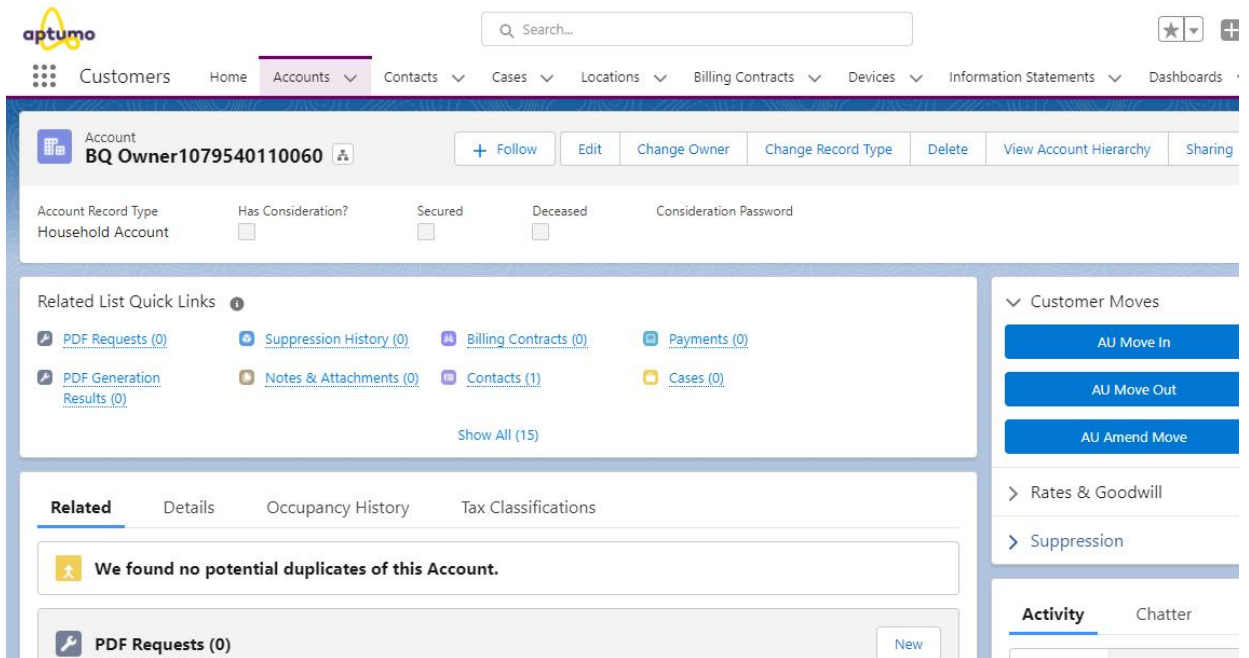 aptumo
Search...
Customers Home Accounts Contacts Cases Locations Billing Contracts Devices Information Statements Dashboards
Account
BQ Owner1079540110060
Follow Edit Change Owner Change Record Type Delete View Account Hierarchy Sharing
Account Record Type Has Consideration? Secured Deceased Consideration Password
Household Account
Related List Quick Links
PDF Requests (0) Suppression History (0) Billing Contracts (0) Payments (0)
PDF Generation Results (0) Notes & Attachments (0) Contacts (1) Cases (0)
Show All (15)
Customer Moves
AU Move In
AU Move Out
AU Amend Move
Rates & Goodwill
Suppression
Related Details Occupancy History Tax Classifications
We found no potential duplicates of this Account.
PDF Requests (0) New
Activity Chatter